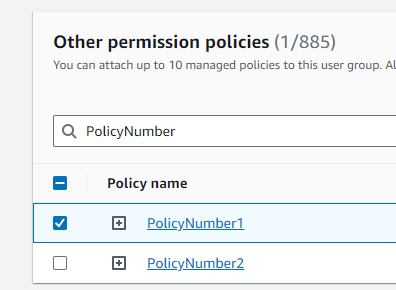 Other permission policies (1/885)
You can attach up to 10 managed policies to this user group.
PolicyNumber
Policy name
PolicyNumber1
PolicyNumber2